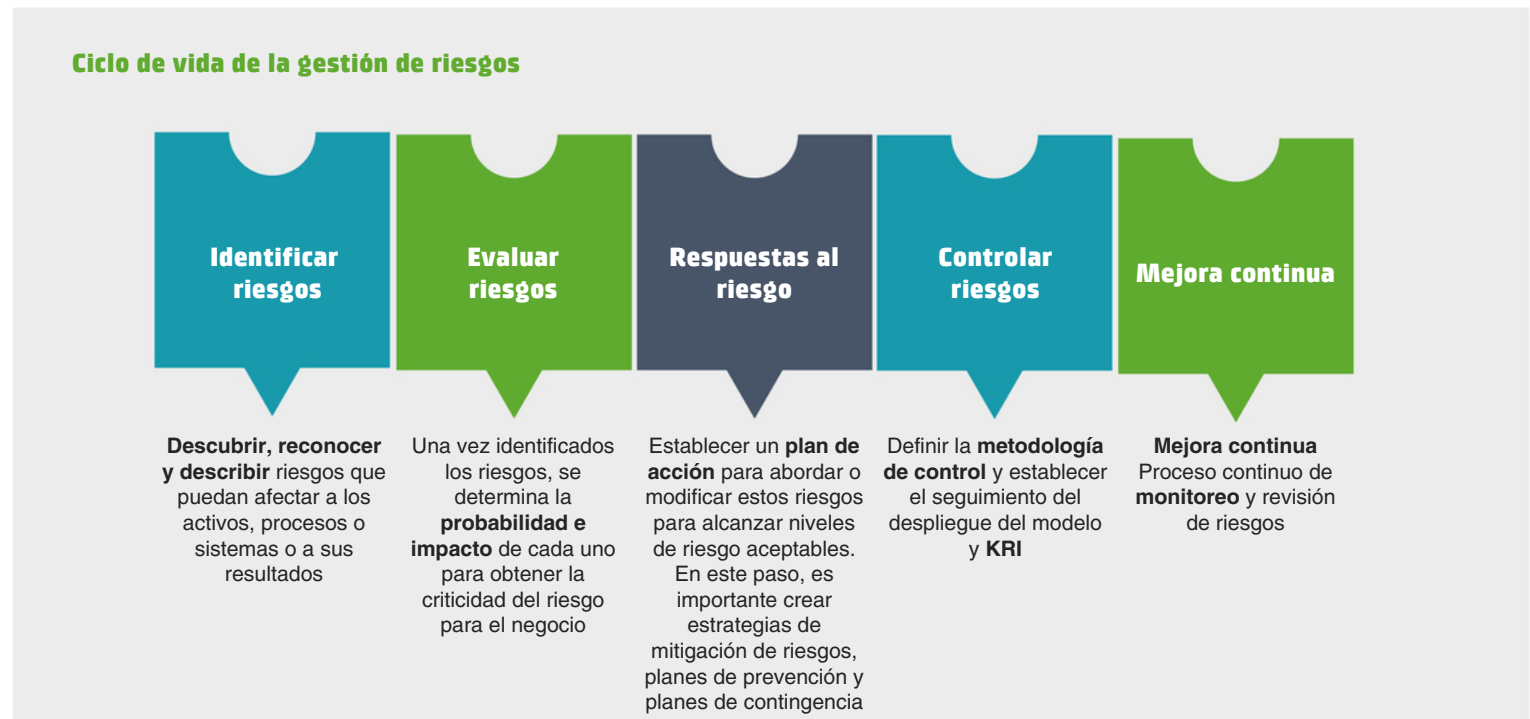 Ciclo de vida de la gestión de riesgos
Identificar
riesgos
Evaluar
riesgos
Respuestas al
riesgo
Controlar
riesgos
Mejora continua
Descubrir, reconocer
y describir riesgos que
puedan afectar a los
activos, procesos o
sistemas o a sus
resultados
Una vez identificados
los riesgos, se
determina la
probabilidad e
impacto de cada uno
para obtener la
criticidad del riesgo
para el negocio
Establecer un plan de
acción para abordar o
modificar estos riesgos
para alcanzar niveles
de riesgo aceptables.
En este paso, es
importante crear
estrategias de
mitigación de riesgos,
planes de prevención y
planes de contingencia
Definir la metodología
de control y establecer
el seguimiento del
despliegue del modelo
y KRI
Mejora continua
Proceso continuo de
monitoreo y revisión
de riesgos